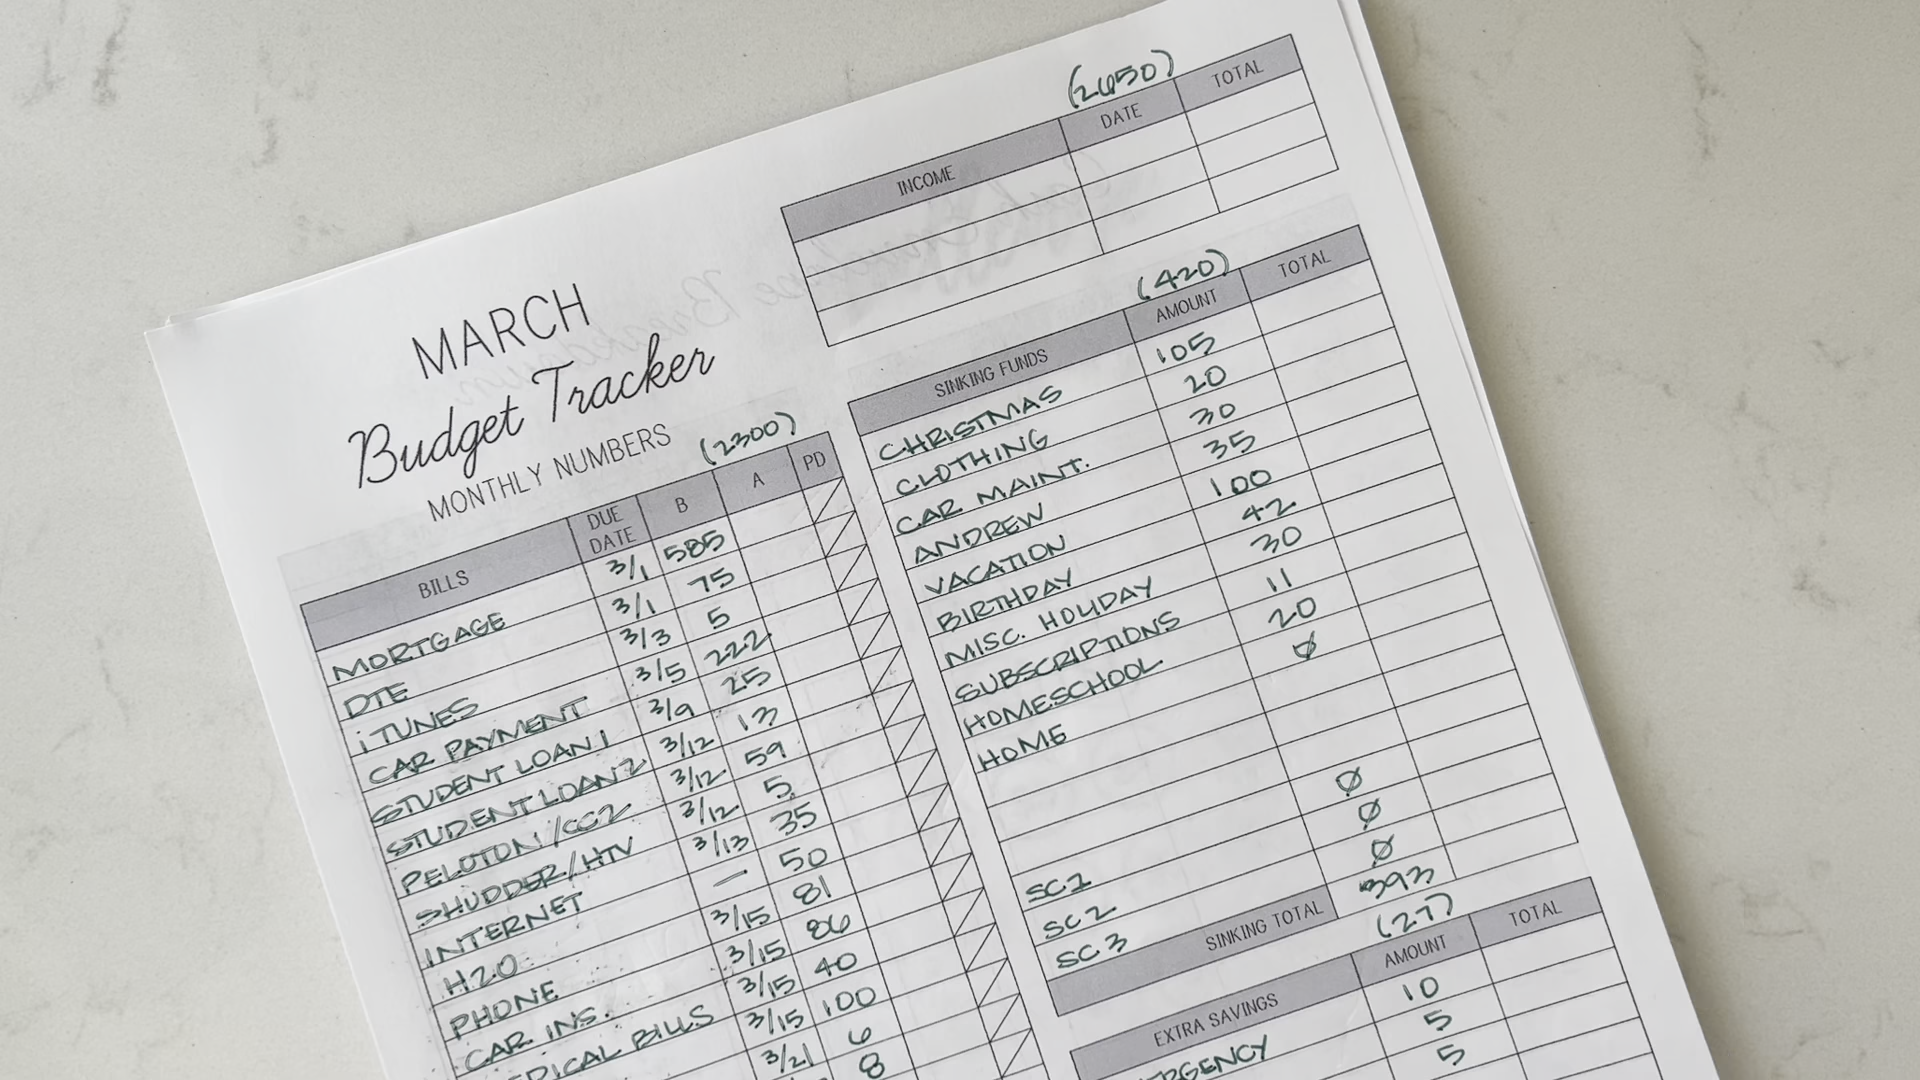 MARCH
Budget Tracker
MONTHLY NUMBERS
(2300)
BILLS DUE DATE B A PD
MORTGAGE 3/1 585
DTE 3/1 75
iTUNES 3/3 5
CAR PAYMENT 3/5 222
STUDENT LOAN 1 3/9 25
STUDENT LOAN 2 3/12 13
PELOTON/CC2 3/12 59
SHUDDER/HTV 3/12 5
INTERNET 3/13 35
H2O — 50
PHONE 3/15 81
CAR INS. 3/15 86
DICAL BILLS 3/15 40
3/15 100
3/21 6
8
(2650)
INCOME DATE TOTAL
(420)
SINKING FUNDS AMOUNT TOTAL
CHRISTMAS 105
CLOTHING 20
CAR MAINT. 30
ANDREW 35
VACATION 100
BIRTHDAY 42
MISC. HOLIDAY 30
SUBSCRIPTIONS 11
HOMESCHOOL 20
HOME Ø
SC1 Ø
SC2 Ø
SC3 Ø
SINKING TOTAL 393
(27)
EXTRA SAVINGS AMOUNT TOTAL
RGENCY 10
5
5